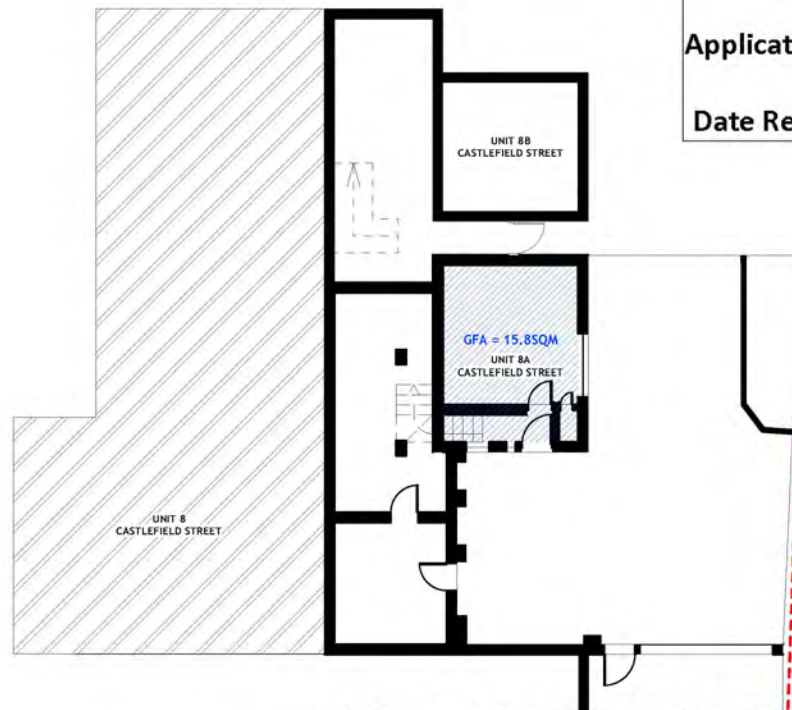 Applicat
Date Re
UNIT 8B
CASTLEFIELD STREET
GFA = 15.8SQM
UNIT 8A
CASTLEFIELD STREET
UNIT 8
CASTLEFIELD STREET